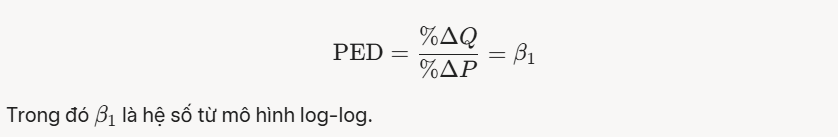 PED = %ΔQ / %ΔP = β₁
Trong đó β₁ là hệ số từ mô hình log-log.